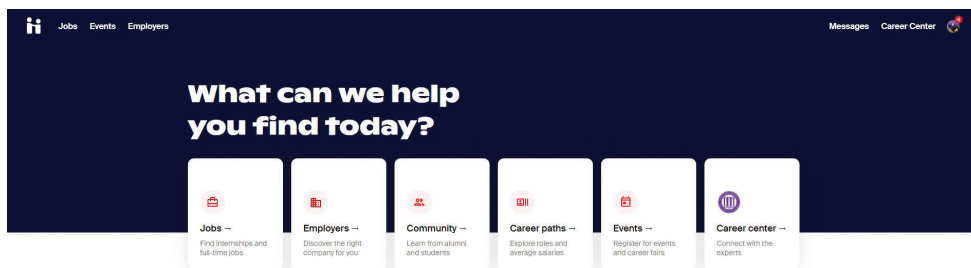 Jobs Events Employers Messages Career Center
What can we help
you find today?
Jobs → Employers → Community → Career paths → Events → Career center →
Find internships and Discover the right Learn from alumni Explore roles and Register for events Connect with the
full-time jobs company for you and students average salaries and career fairs experts